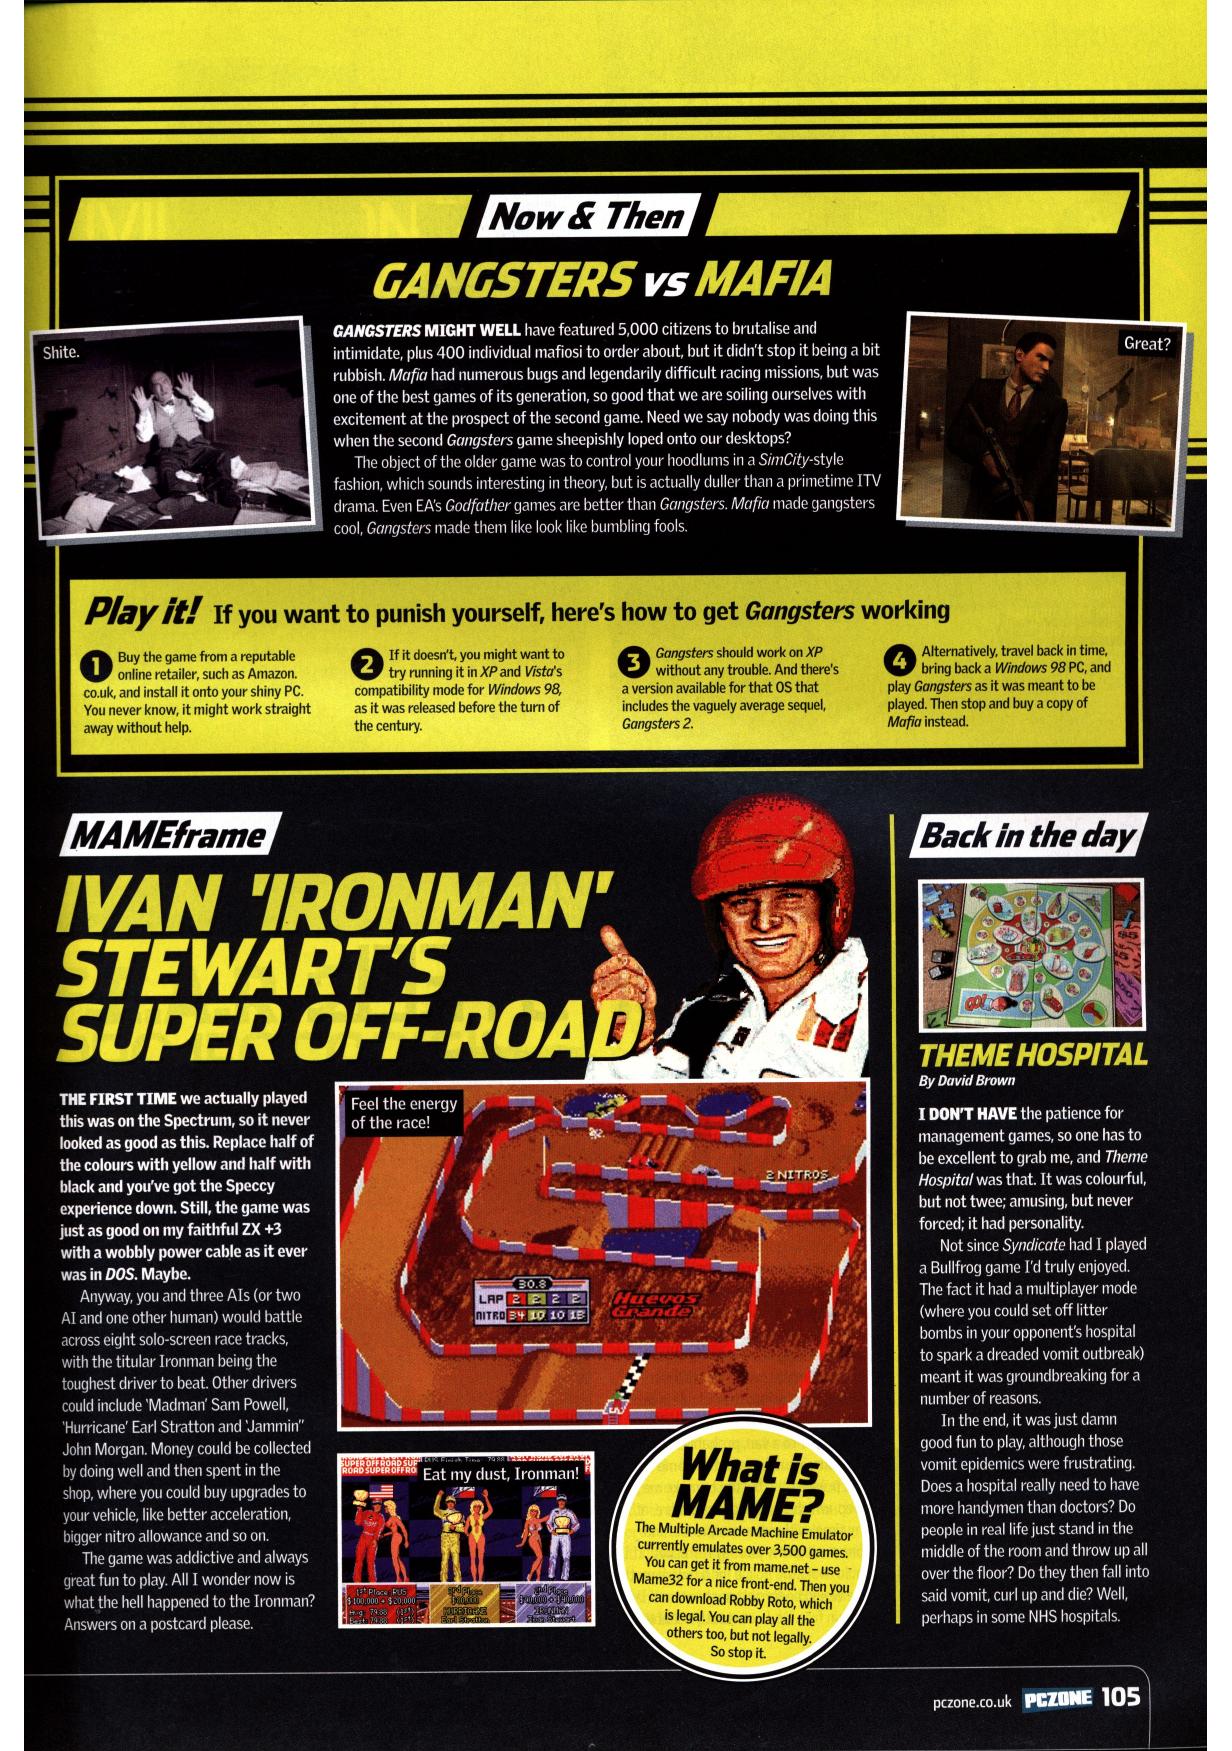 Now & Then
GANGSTERS vs MAFIA
Shite.
GANGSTERS MIGHT WELL have featured 5,000 citizens to brutalise and
intimidate, plus 400 individual mafiosi to order about, but it didn't stop it being a bit
rubbish. Mafia had numerous bugs and legendarily difficult racing missions, but was
one of the best games of its generation, so good that we are soiling ourselves with
excitement at the prospect of the second game. Need we say nobody was doing this
when the second Gangsters game sheepishly loped onto our desktops?
The object of the older game was to control your hoodlums in a SimCity-style
fashion, which sounds interesting in theory, but is actually duller than a primetime ITV
drama. Even EA's Godfather games are better than Gangsters. Mafia made gangsters
cool, Gangsters made them like look like bumbling fools.
Great?
Play it! If you want to punish yourself, here's how to get Gangsters working
1 Buy the game from a reputable
online retailer, such as Amazon.
co.uk, and install it onto your shiny PC.
You never know, it might work straight
away without help.
2 If it doesn't, you might want to
try running it in XP and Vista's
compatibility mode for Windows 98,
as it was released before the turn of
the century.
3 Gangsters should work on XP
without any trouble. And there's
a version available for that OS that
includes the vaguely average sequel,
Gangsters 2.
4 Alternatively, travel back in time,
bring back a Windows 98 PC, and
play Gangsters as it was meant to be
played. Then stop and buy a copy of
Mafia instead.
MAMEframe
IVAN 'IRONMAN'
STEWART'S
SUPER OFF-ROAD
THE FIRST TIME we actually played
this was on the Spectrum, so it never
looked as good as this. Replace half of
the colours with yellow and half with
black and you've got the Speccy
experience down. Still, the game was
just as good on my faithful ZX +3
with a wobbly power cable as it ever
was in DOS. Maybe.
Anyway, you and three AIs (or two
AI and one other human) would battle
across eight solo-screen race tracks,
with the titular Ironman being the
toughest driver to beat. Other drivers
could include 'Madman' Sam Powell,
'Hurricane' Earl Stratton and 'Jammin''
John Morgan. Money could be collected
by doing well and then spent in the
shop, where you could buy upgrades to
your vehicle, like better acceleration,
bigger nitro allowance and so on.
The game was addictive and always
great fun to play. All I wonder now is
what the hell happened to the Ironman?
Answers on a postcard please.
Feel the energy
of the race!
2 NITROS
30.8
LAP 2 2 2 2
NITRO 34 10 10 13
Huevos
Grande
Eat my dust, Ironman!
1st Place RUS
$100,000 + $20,000
3rd Place
HURRICANE
Earl Stratton
2nd Place
IRONMAN
Ivan Stewart
What is
MAME?
The Multiple Arcade Machine Emulator
currently emulates over 3,500 games.
You can get it from mame.net – use
Mame32 for a nice front-end. Then you
can download Robby Roto, which
is legal. You can play all the
others too, but not legally.
So stop it.
Back in the day
THEME HOSPITAL
By David Brown
I DON'T HAVE the patience for
management games, so one has to
be excellent to grab me, and Theme
Hospital was that. It was colourful,
but not twee; amusing, but never
forced; it had personality.
Not since Syndicate had I played
a Bullfrog game I'd truly enjoyed.
The fact it had a multiplayer mode
(where you could set off litter
bombs in your opponent's hospital
to spark a dreaded vomit outbreak)
meant it was groundbreaking for a
number of reasons.
In the end, it was just damn
good fun to play, although those
vomit epidemics were frustrating.
Does a hospital really need to have
more handymen than doctors? Do
people in real life just stand in the
middle of the room and throw up all
over the floor? Do they then fall into
said vomit, curl up and die? Well,
perhaps in some NHS hospitals.
pczone.co.uk PCZONE 105